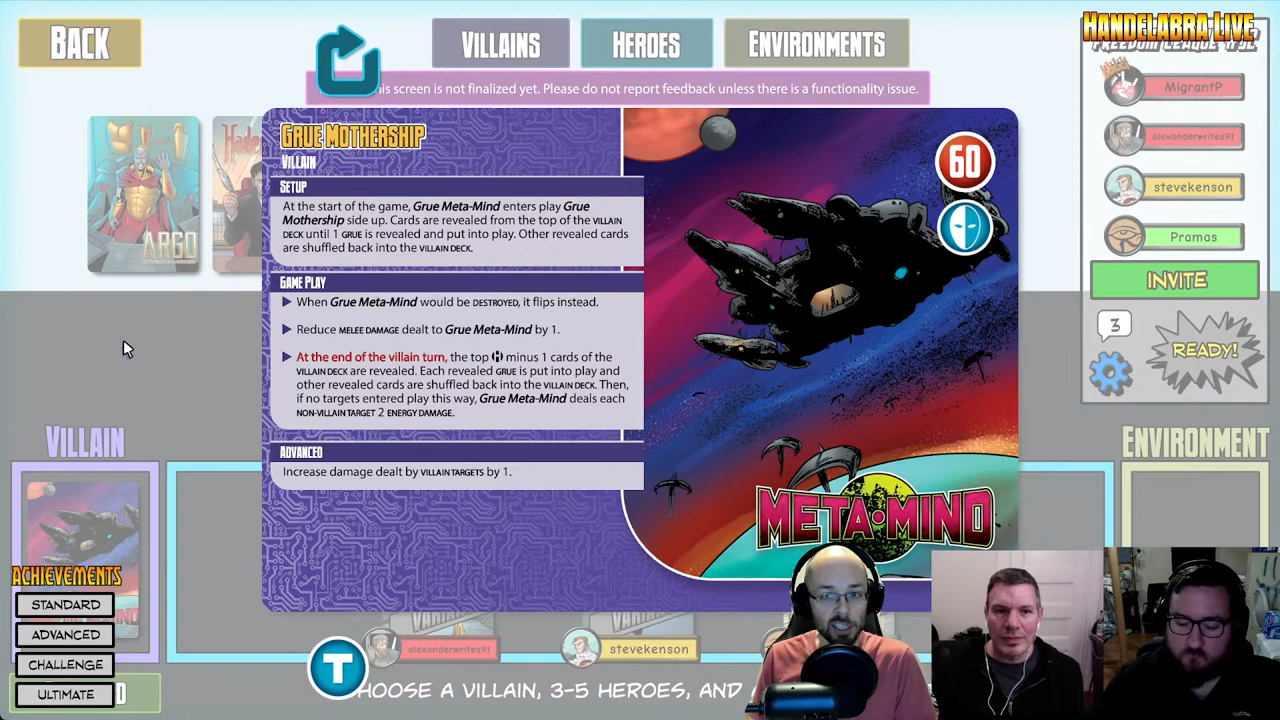 BACK
VILLAINS
HEROES
ENVIRONMENTS
HANDELABRA LIVE
his screen is not finalized yet. Please do not report feedback unless there is a functionality issue.
GRUE MOTHERSHIP
VILLAIN
SETUP
At the start of the game, Grue Meta-Mind enters play Grue
Mothership side up. Cards are revealed from the top of the VILLAIN
DECK until 1 GRUE is revealed and put into play. Other revealed cards
are shuffled back into the VILLAIN DECK.
GAME PLAY
When Grue Meta-Mind would be DESTROYED, it flips instead.
Reduce MELEE DAMAGE dealt to Grue Meta-Mind by 1.
At the end of the villain turn, the top H minus 1 cards of the
VILLAIN DECK are revealed. Each revealed GRUE is put into play and
other revealed cards are shuffled back into the VILLAIN DECK. Then,
if no targets entered play this way, Grue Meta-Mind deals each
NON-VILLAIN TARGET 2 ENERGY DAMAGE.
ADVANCED
Increase damage dealt by VILLAIN TARGETS by 1.
60
META·MIND
ARGO
MigrantP
alexanderwrites91
stevekenson
Pramas
INVITE
3
READY!
VILLAIN
ENVIRONMENT
ACHIEVEMENTS
STANDARD
ADVANCED
CHALLENGE
ULTIMATE
alexanderwrites91
stevekenson
T
HOOSE A VILLAIN, 3-5 HEROES, AND